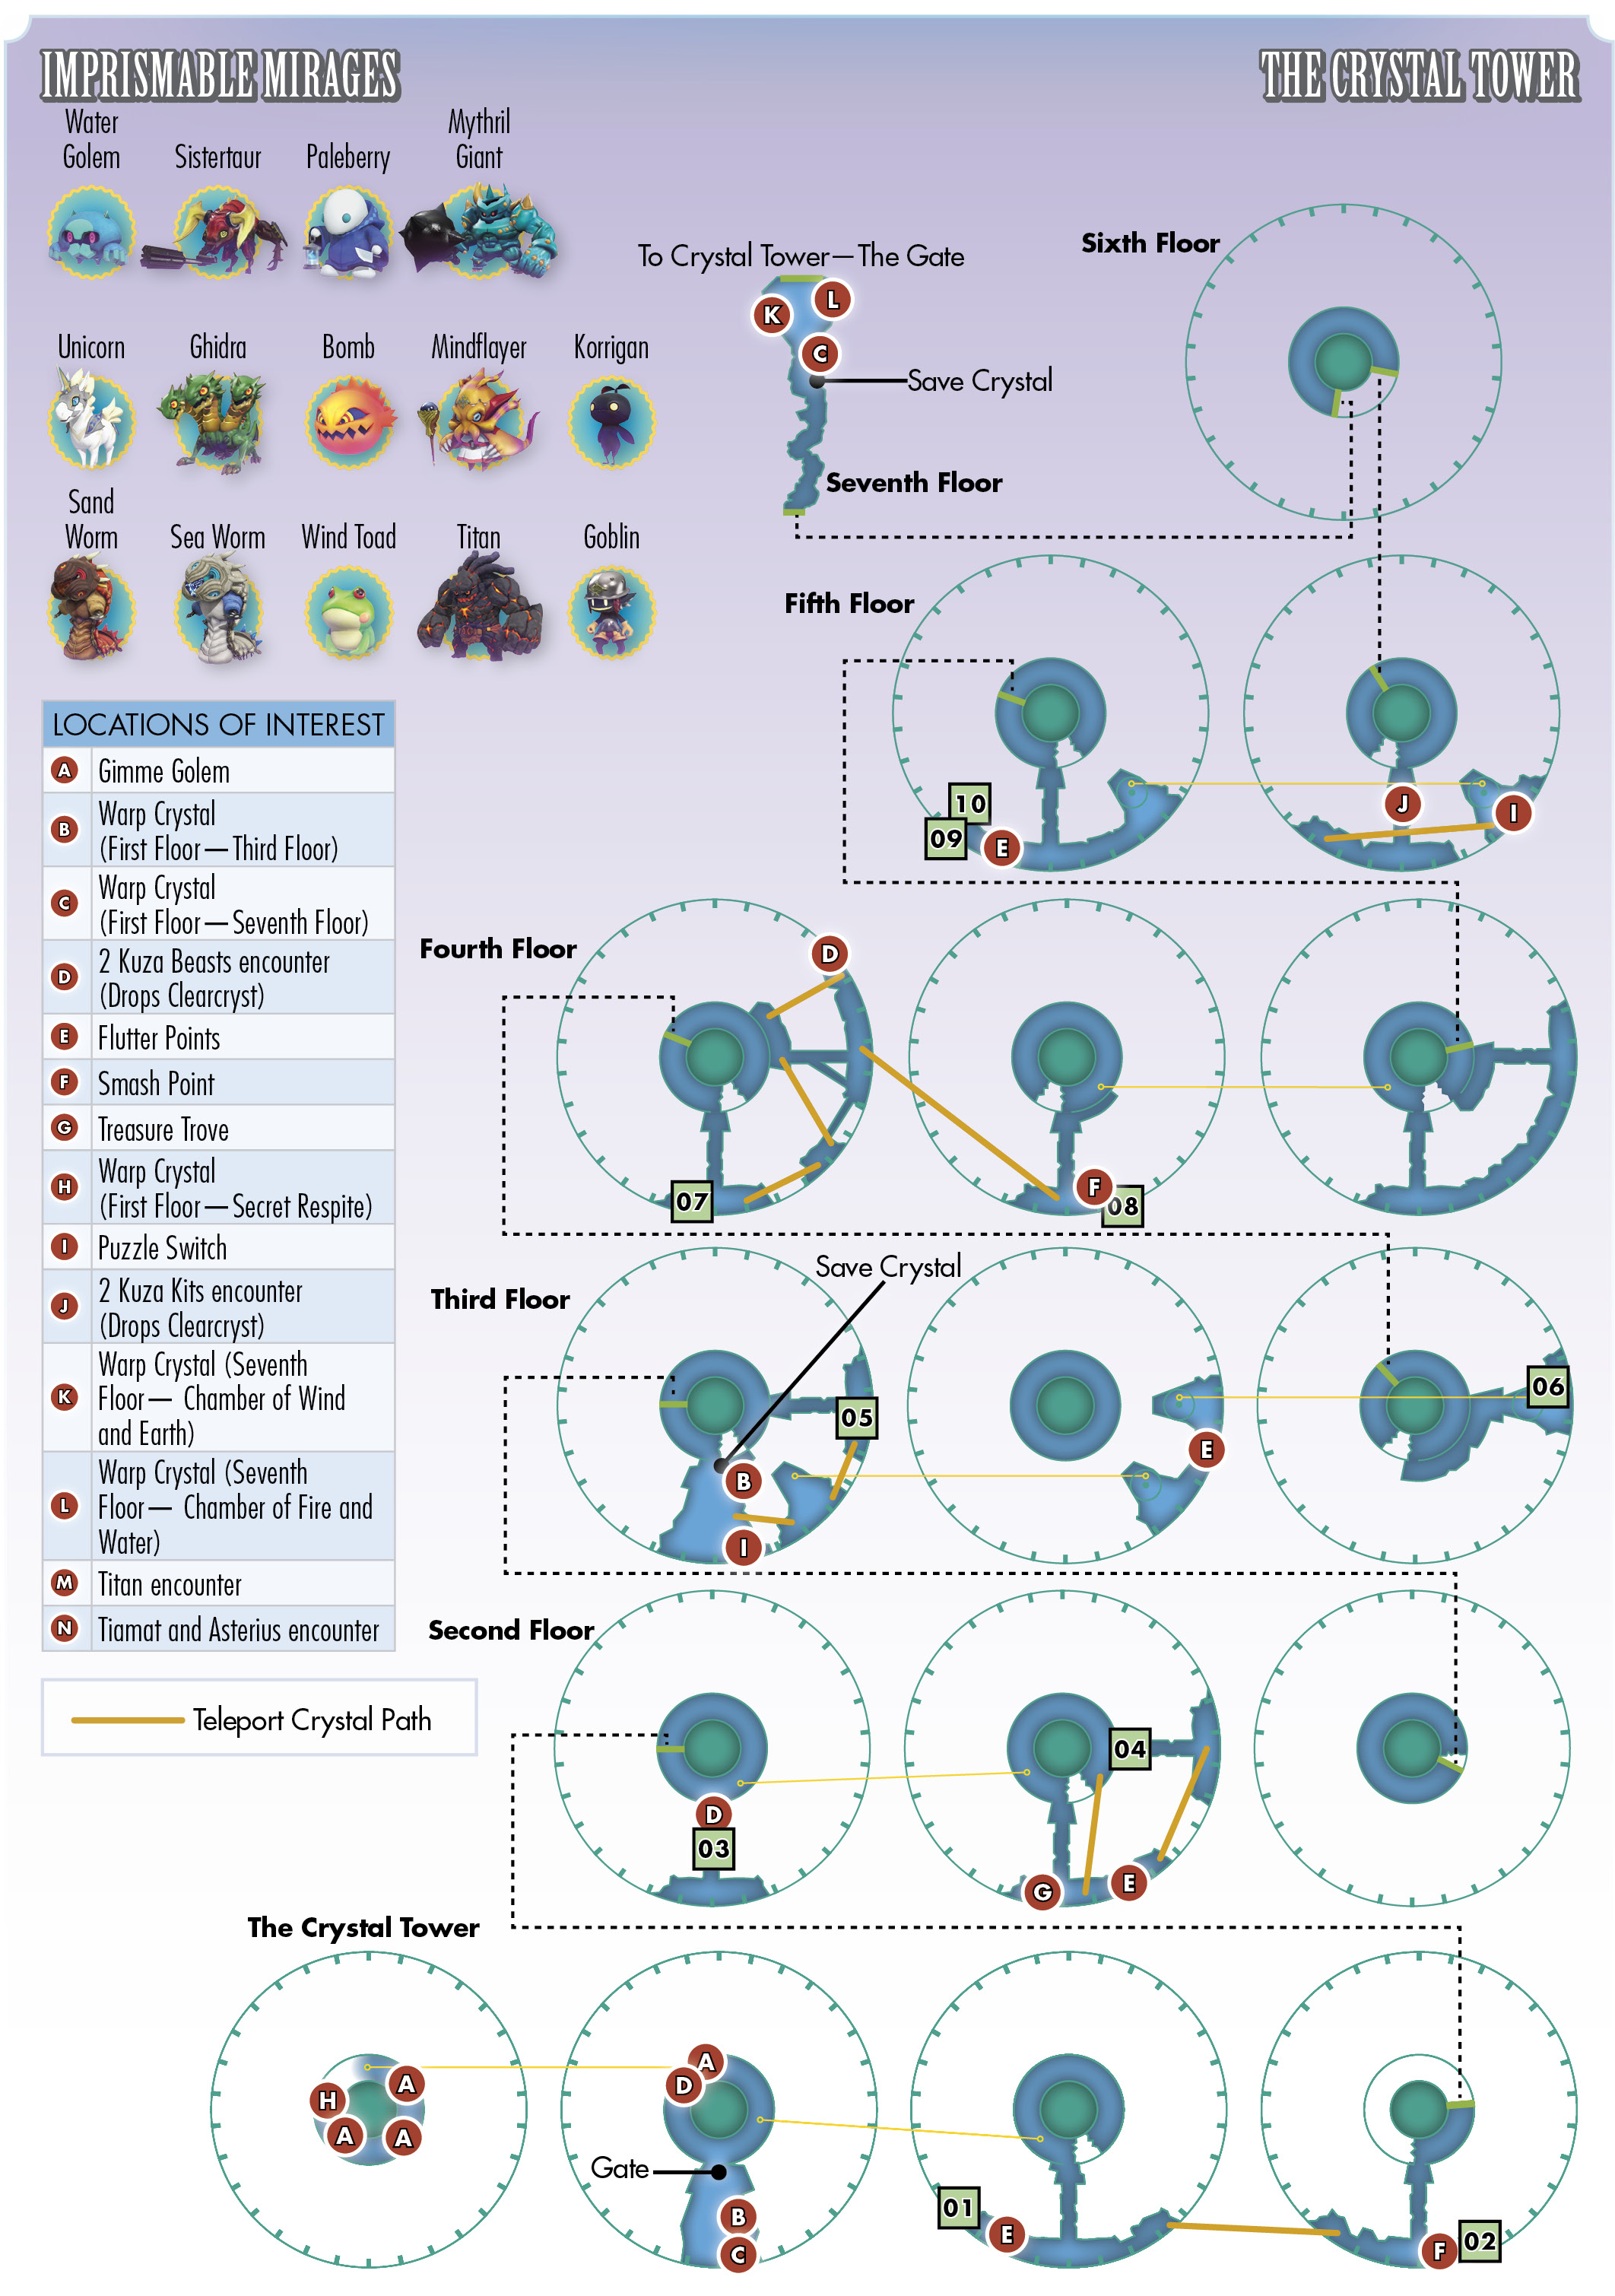 IMPRISMABLE MIRAGES
THE CRYSTAL TOWER
Water
Golem
Sistertaur
Paleberry
Mythril
Giant
Unicorn
Ghidra
Bomb
Mindflayer
Korrigan
Sand
Worm
Sea Worm
Wind Toad
Titan
Goblin
LOCATIONS OF INTEREST
A Gimme Golem
B Warp Crystal
(First Floor — Third Floor)
C Warp Crystal
(First Floor — Seventh Floor)
D 2 Kuza Beasts encounter
(Drops Clearcryst)
E Flutter Points
F Smash Point
G Treasure Trove
H Warp Crystal
(First Floor — Secret Respite)
I Puzzle Switch
J 2 Kuza Kits encounter
(Drops Clearcryst)
K Warp Crystal (Seventh
Floor — Chamber of Wind
and Earth)
L Warp Crystal (Seventh
Floor — Chamber of Fire and
Water)
M Titan encounter
N Tiamat and Asterius encounter
Teleport Crystal Path
To Crystal Tower—The Gate
K
L
C
Save Crystal
Seventh Floor
Sixth Floor
Fifth Floor
10
09
E
J
I
Fourth Floor
D
07
F
08
Save Crystal
Third Floor
05
B
I
E
06
Second Floor
D
03
04
G
E
The Crystal Tower
H
A
A
A
A
D
Gate
B
C
01
E
F
02